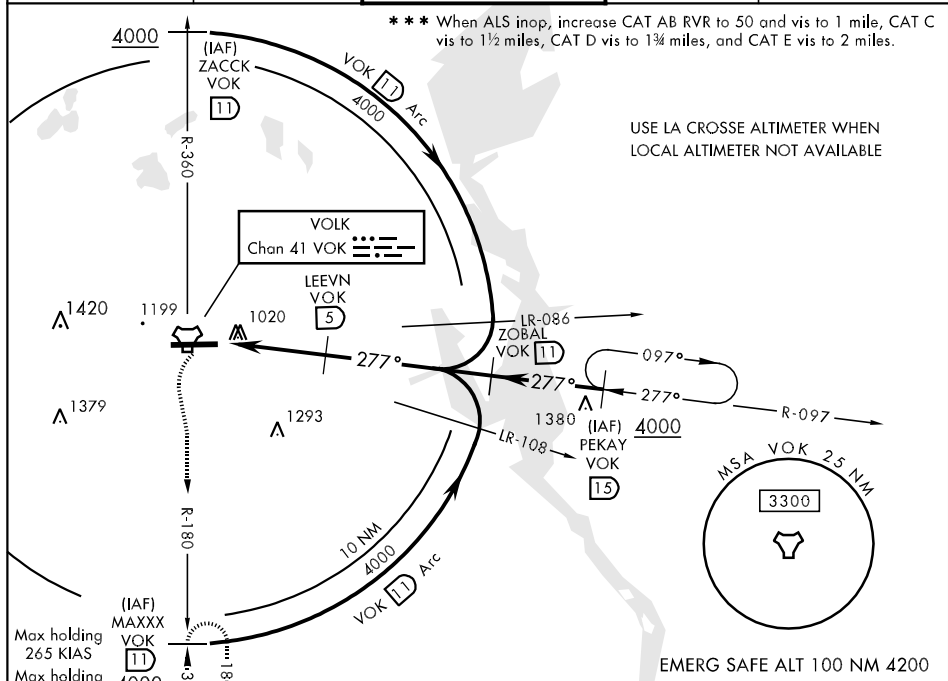 * * * When ALS inop, increase CAT AB RVR to 50 and vis to 1 mile, CAT C
vis to 1½ miles, CAT D vis to 1¾ miles, and CAT E vis to 2 miles.
4000
(IAF)
ZACCK
VOK
11
VOK 11 Arc
4000
R-360
USE LA CROSSE ALTIMETER WHEN
LOCAL ALTIMETER NOT AVAILABLE
VOLK
Chan 41 VOK
LEEVN
VOK
5
1420
1199
1020
LR-086
ZOBAL
VOK 11
277°
277°
097°
277°
1380
(IAF)
PEKAY
VOK
15
4000
R-097
1379
1293
LR-108
MSA VOK 25 NM
3300
R-180
10 NM
4000
VOK 11 Arc
(IAF)
MAXXX
VOK
11
4000
Max holding
265 KIAS
Max holding
3
18
EMERG SAFE ALT 100 NM 4200